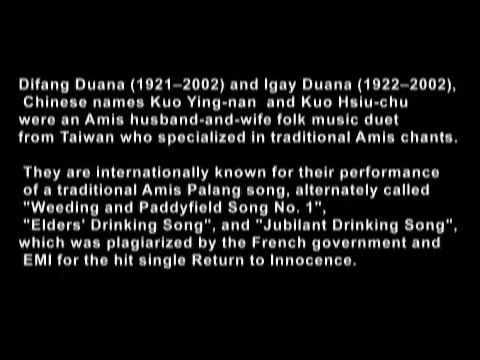 Difang Duana (1921–2002) and Igay Duana (1922–2002),
Chinese names Kuo Ying-nan and Kuo Hsiu-chu
were an Amis husband-and-wife folk music duet
from Taiwan who specialized in traditional Amis chants.
They are internationally known for their performance
of a traditional Amis Palang song, alternately called
"Weeding and Paddyfield Song No. 1",
"Elders' Drinking Song", and "Jubilant Drinking Song",
which was plagiarized by the French government and
EMI for the hit single Return to Innocence.